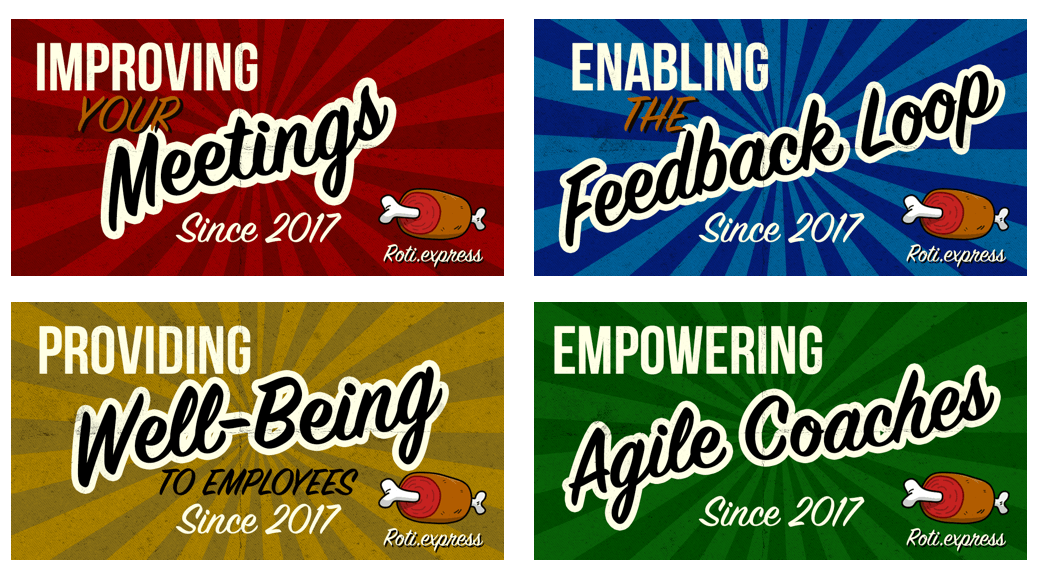 IMPROVING
YOUR
Meetings
Since 2017
Roti.express
ENABLING
THE
Feedback Loop
Since 2017
Roti.express
PROVIDING
Well-Being
TO EMPLOYEES
Since 2017
Roti.express
EMPOWERING
Agile Coaches
Since 2017
Roti.express